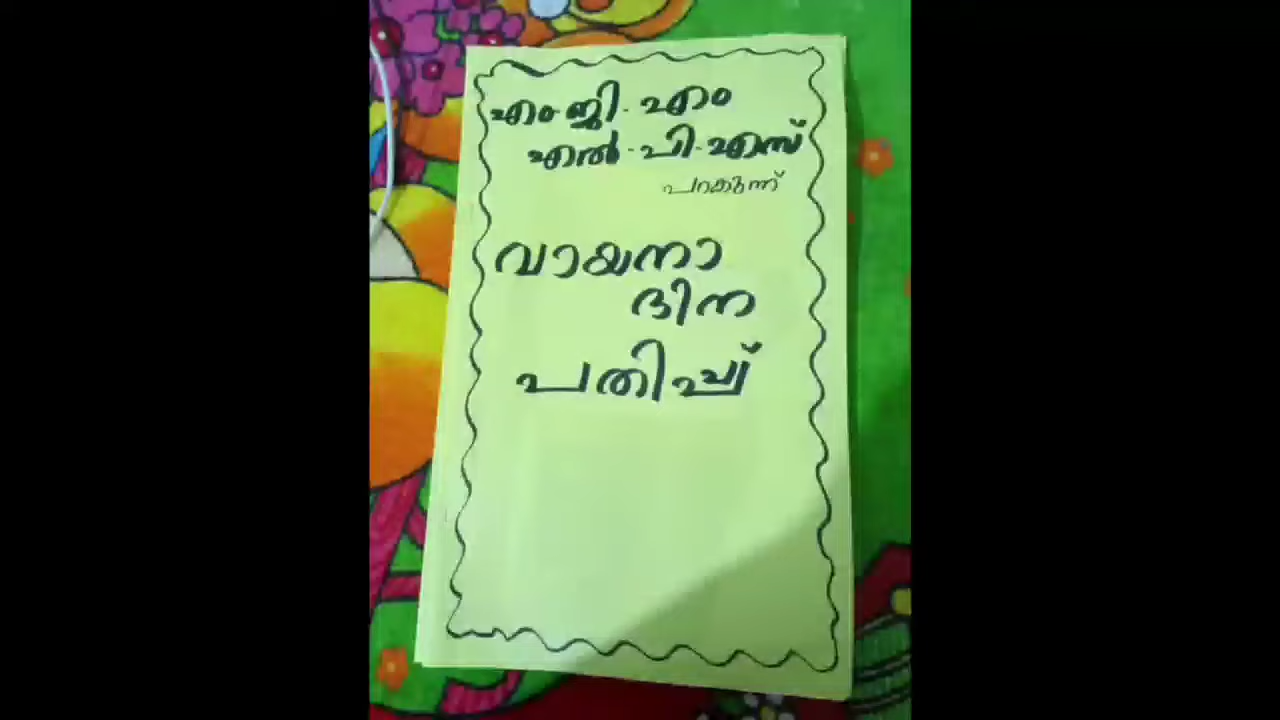 എം.ജി.എം
എൽ.പി.എസ്
പറകുന്ന്
വായനാ
ദിന
പതിപ്പ്